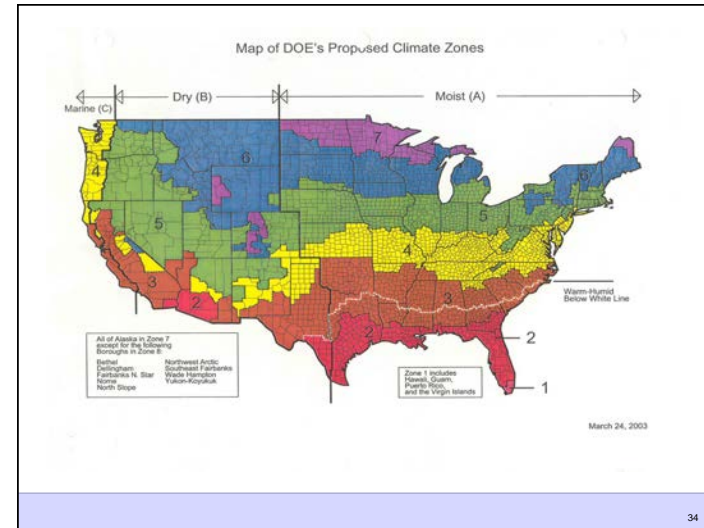 Map of DOE's Proposed Climate Zones
Marine (C)
Dry (B)
Moist (A)
7
6
6
4
5
5
4
3
3
2
2
Warm-Humid
Below White Line
2
1
All of Alaska in Zone 7
except for the following
Boroughs in Zone 8:
Bethel
Dellingham
Fairbanks N. Star
Nome
North Slope
Northwest Arctic
Southeast Fairbanks
Wade Hampton
Yukon-Koyukuk
Zone 1 includes
Hawaii, Guam,
Puerto Rico,
and the Virgin Islands
March 24, 2003
34